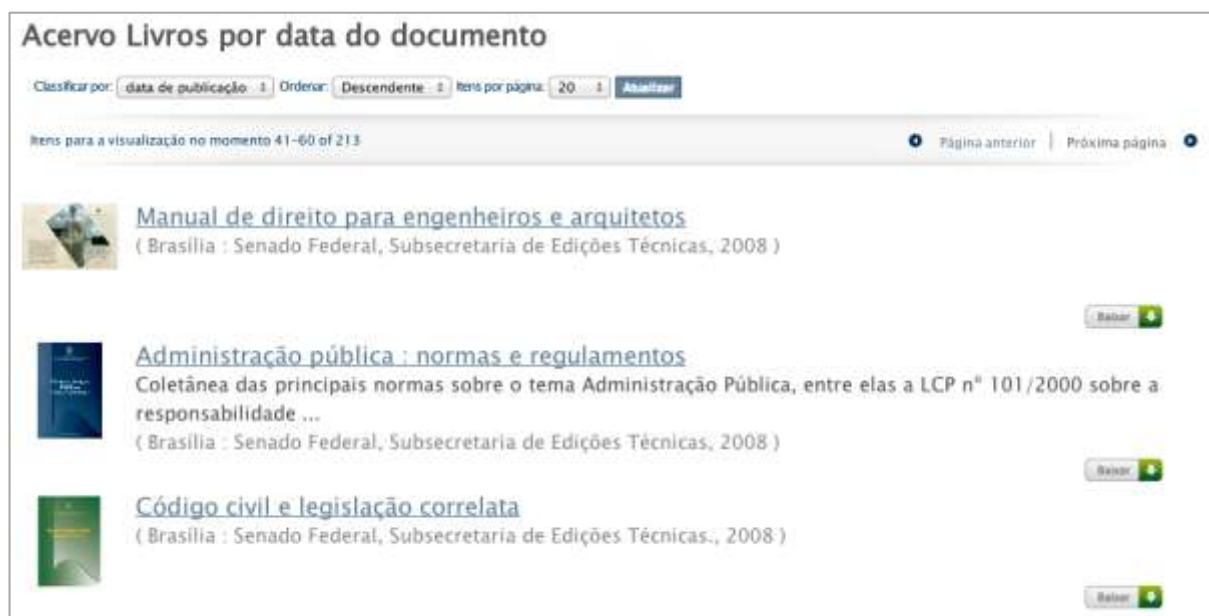 Acervo Livros por data do documento
Classificar por: data de publicação Ordenar: Descendente Itens por página: 20 Atualizar
Itens para a visualização no momento 41-60 of 213 Página anterior | Próxima página
Manual de direito para engenheiros e arquitetos
( Brasília : Senado Federal, Subsecretaria de Edições Técnicas, 2008 )
Baixar
Administração pública : normas e regulamentos
Coletânea das principais normas sobre o tema Administração Pública, entre elas a LCP nº 101/2000 sobre a
responsabilidade ...
( Brasília : Senado Federal, Subsecretaria de Edições Técnicas, 2008 )
Baixar
Código civil e legislação correlata
( Brasília : Senado Federal, Subsecretaria de Edições Técnicas., 2008 )
Baixar